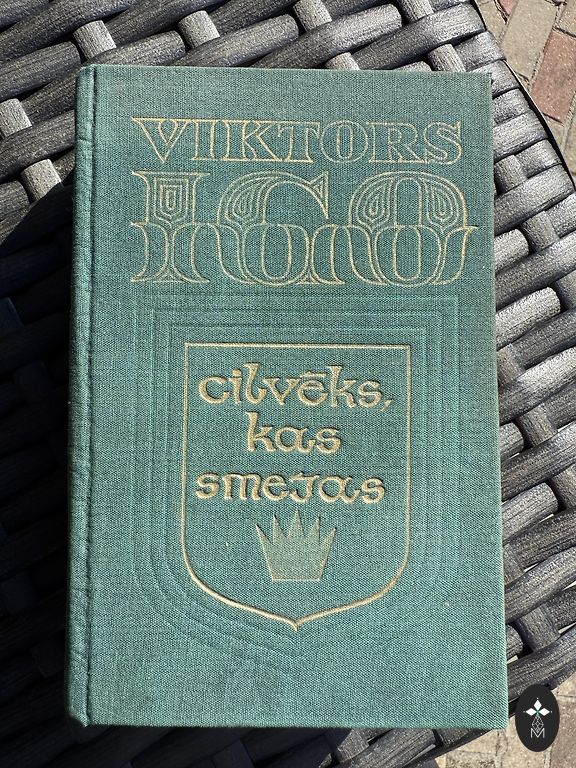 VIKTORS
IGO
cilvēks,
kas
smejas